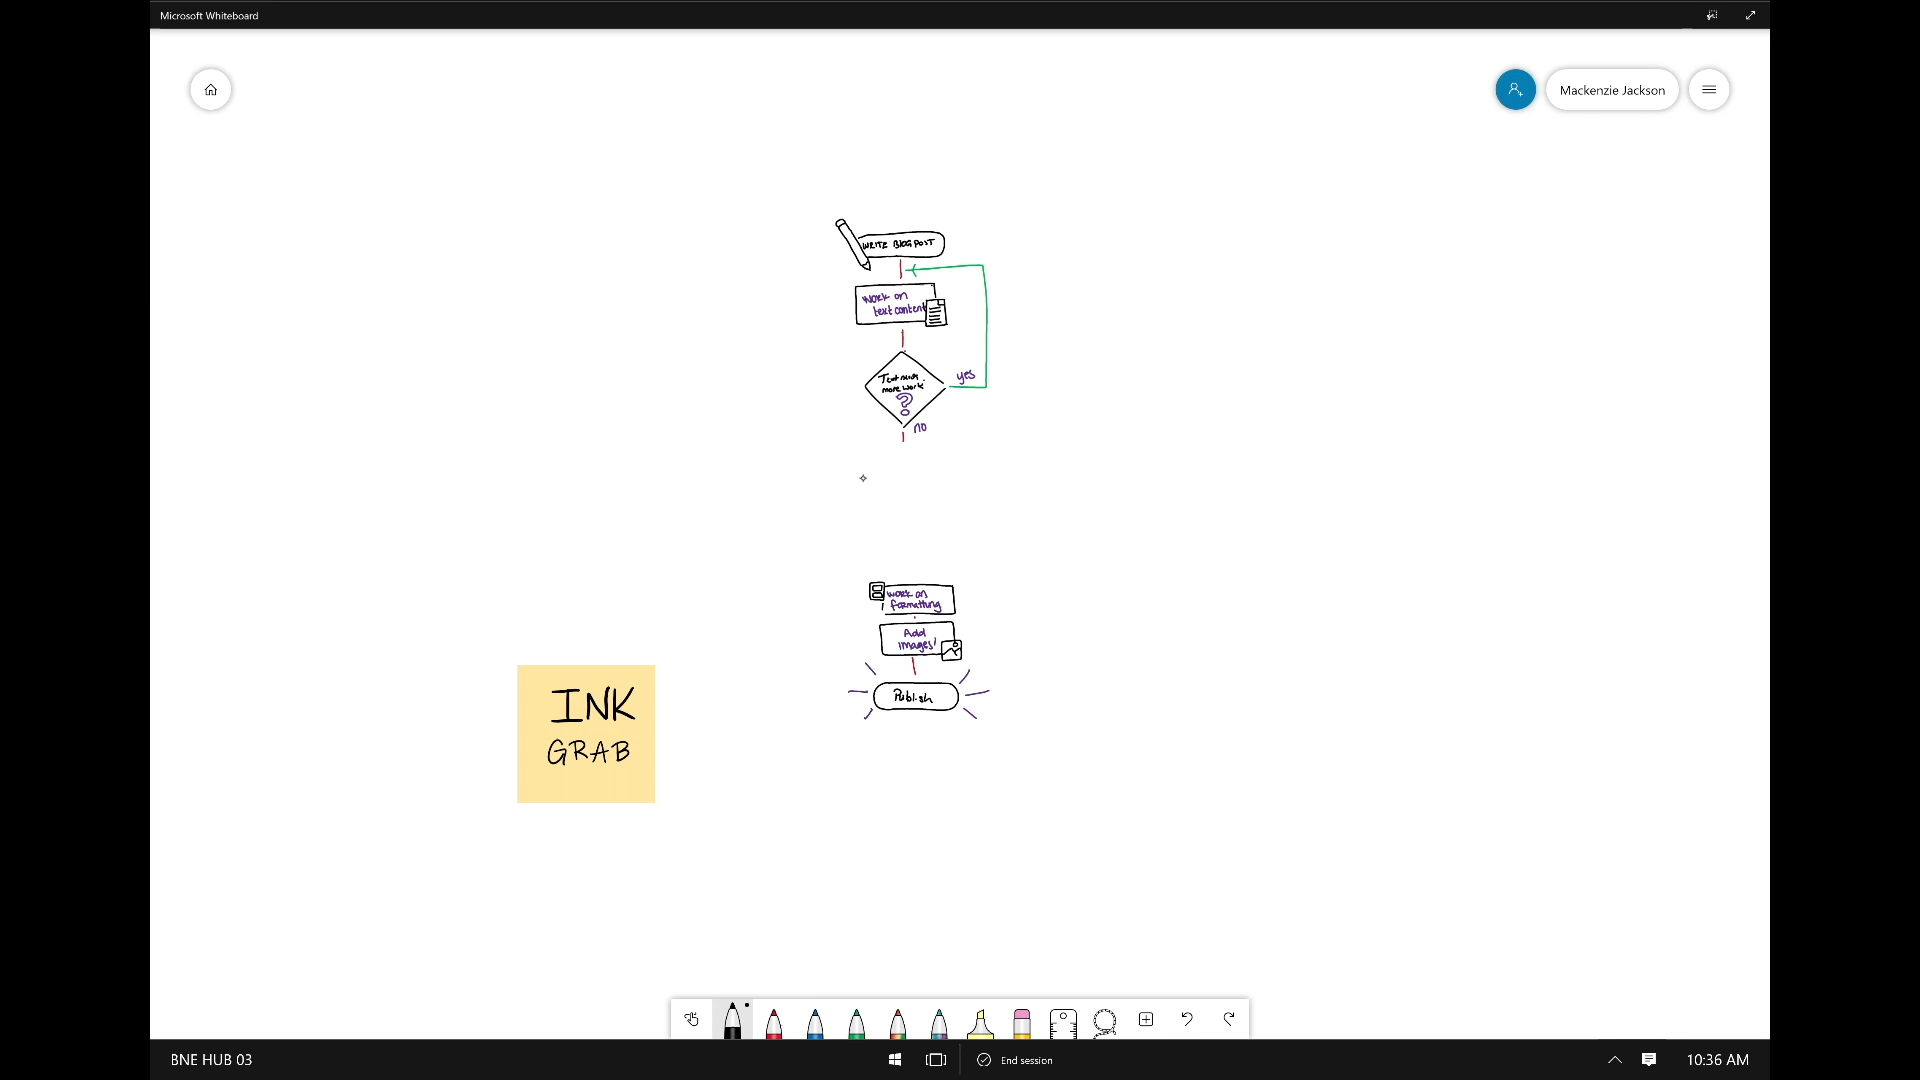 Microsoft Whiteboard
Mackenzie Jackson
WRITE BLOG POST
Work on
text content
Text needs
more work
?
yes
no
work on
formatting
Add
images!
Publish
INK
GRAB
BNE HUB 03
End session
10:36 AM